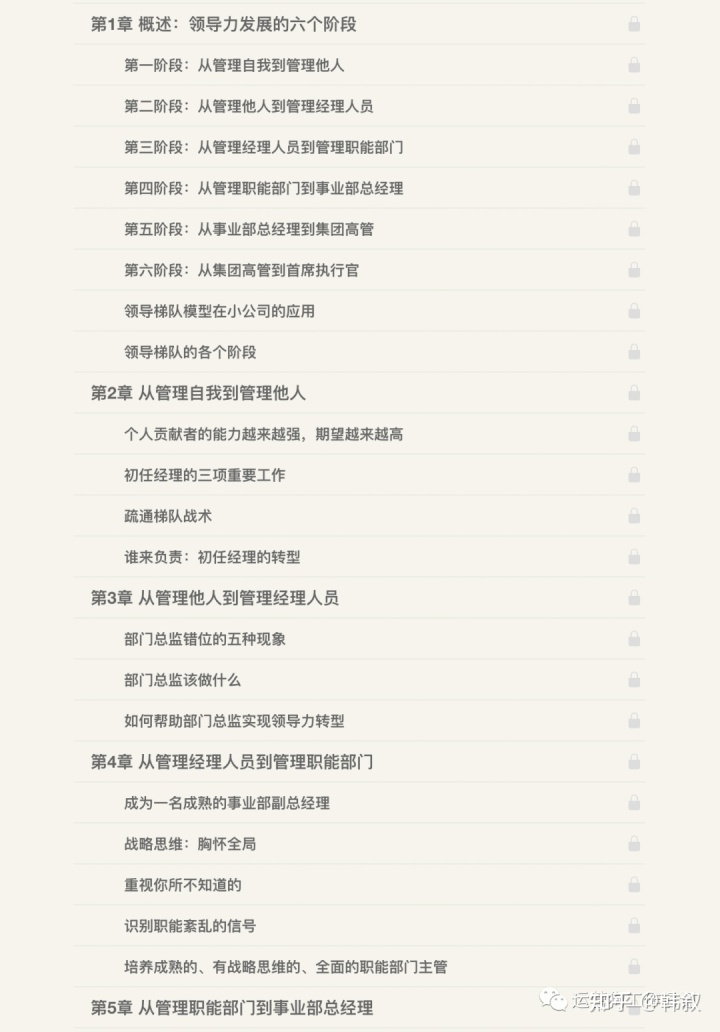 第1章 概述：领导力发展的六个阶段
第一阶段：从管理自我到管理他人
第二阶段：从管理他人到管理经理人员
第三阶段：从管理经理人员到管理职能部门
第四阶段：从管理职能部门到事业部总经理
第五阶段：从事业部总经理到集团高管
第六阶段：从集团高管到首席执行官
领导梯队模型在小公司的应用
领导梯队的各个阶段
第2章 从管理自我到管理他人
个人贡献者的能力越来越强，期望越来越高
初任经理的三项重要工作
疏通梯队战术
谁来负责：初任经理的转型
第3章 从管理他人到管理经理人员
部门总监错位的五种现象
部门总监该做什么
如何帮助部门总监实现领导力转型
第4章 从管理经理人员到管理职能部门
成为一名成熟的事业部副总经理
战略思维：胸怀全局
重视你所不知道的
识别职能紊乱的信号
培养成熟的、有战略思维的、全面的职能部门主管
第5章 从管理职能部门到事业部总经理
知乎 @韩叔